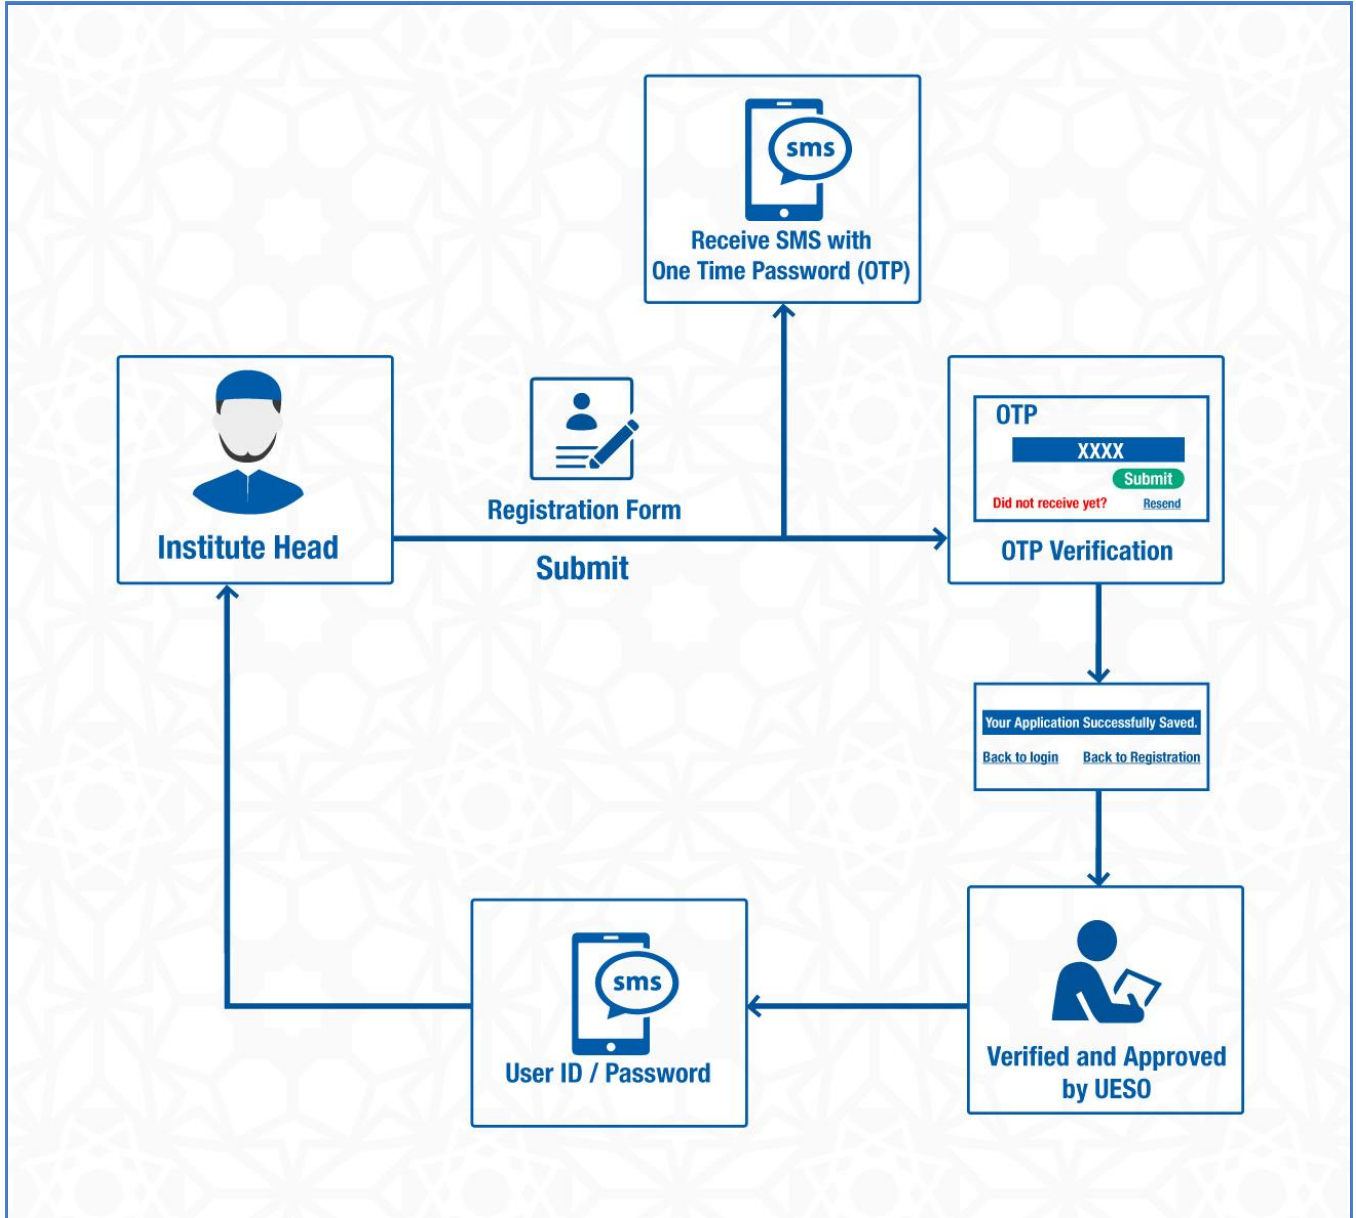 sms
Receive SMS with
One Time Password (OTP)
Institute Head
Registration Form
Submit
OTP
XXXX
Submit
Did not receive yet? Resend
OTP Verification
Your Application Successfully Saved.
Back to login Back to Registration
sms
User ID / Password
Verified and Approved
by UESO